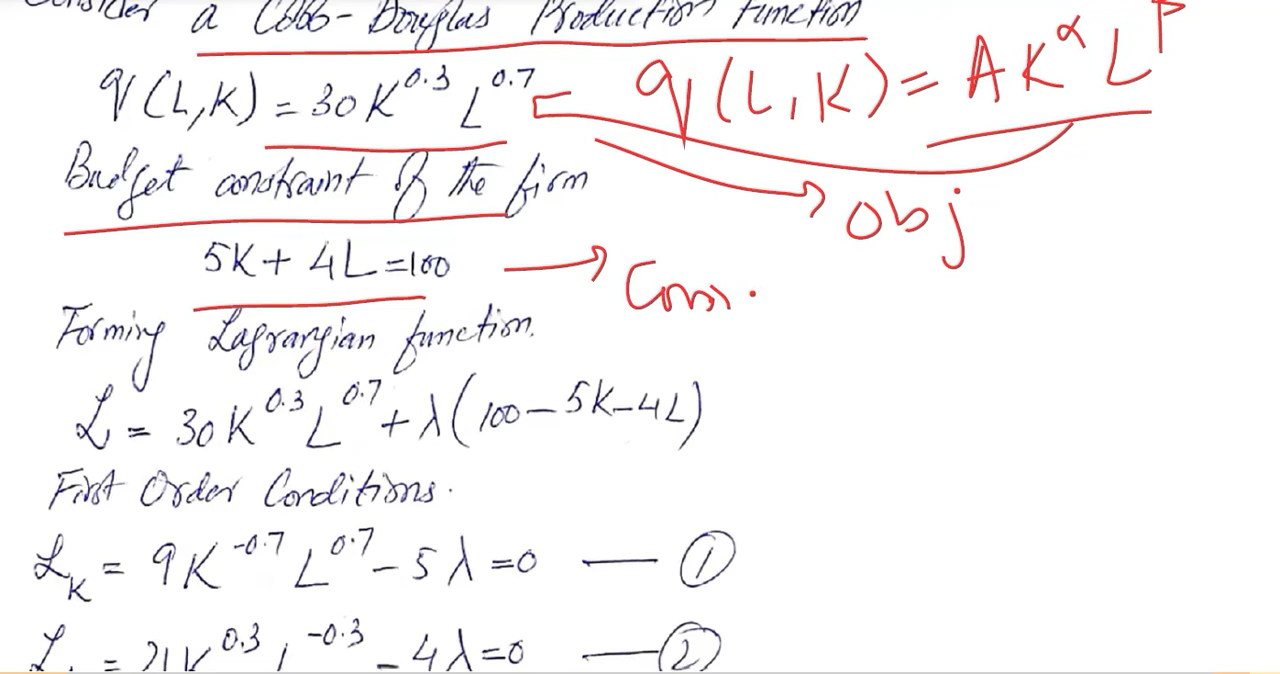 a Cobb-Douglas Production Function
q(L,K) = 30K^0.3 L^0.7
q(L,K) = AK^α L^β
Budget constraint of the firm
obj
5K + 4L = 100
Cons.
Forming Lagrangian function.
ℒ = 30K^0.3 L^0.7 + λ(100 - 5K - 4L)
First Order Conditions.
ℒ_K = 9K^-0.7 L^0.7 - 5λ = 0 — ①
= 21K^0.3 L^-0.3 - 4λ = 0 — ②